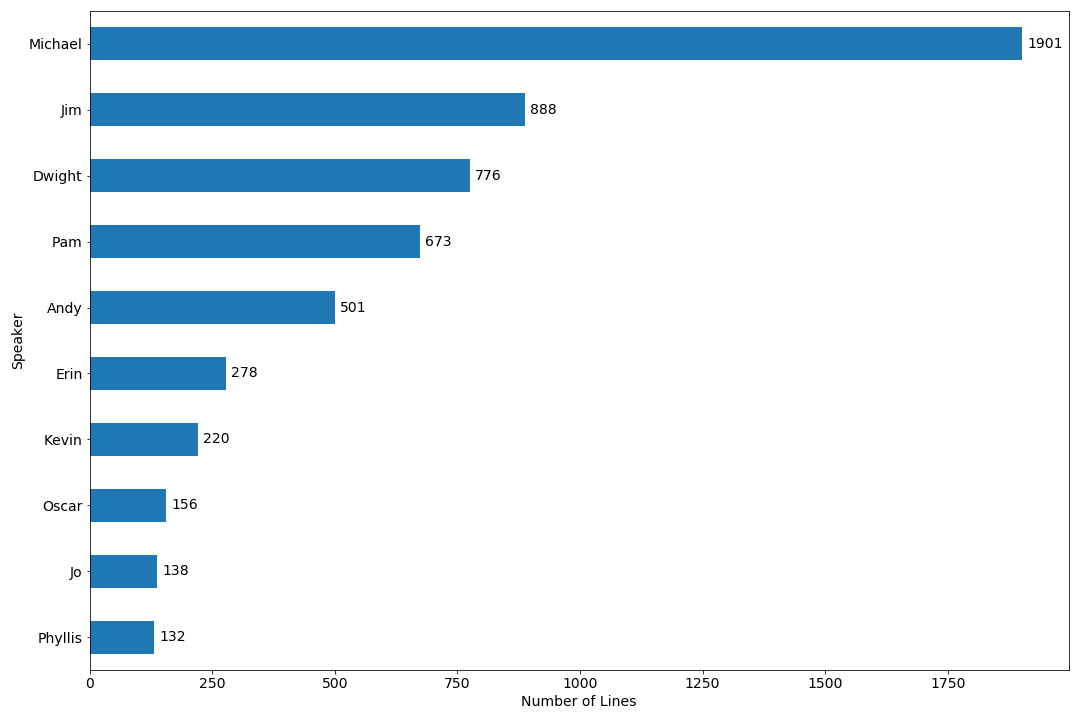 Speaker
Michael 1901
Jim 888
Dwight 776
Pam 673
Andy 501
Erin 278
Kevin 220
Oscar 156
Jo 138
Phyllis 132
0 250 500 750 1000 1250 1500 1750
Number of Lines